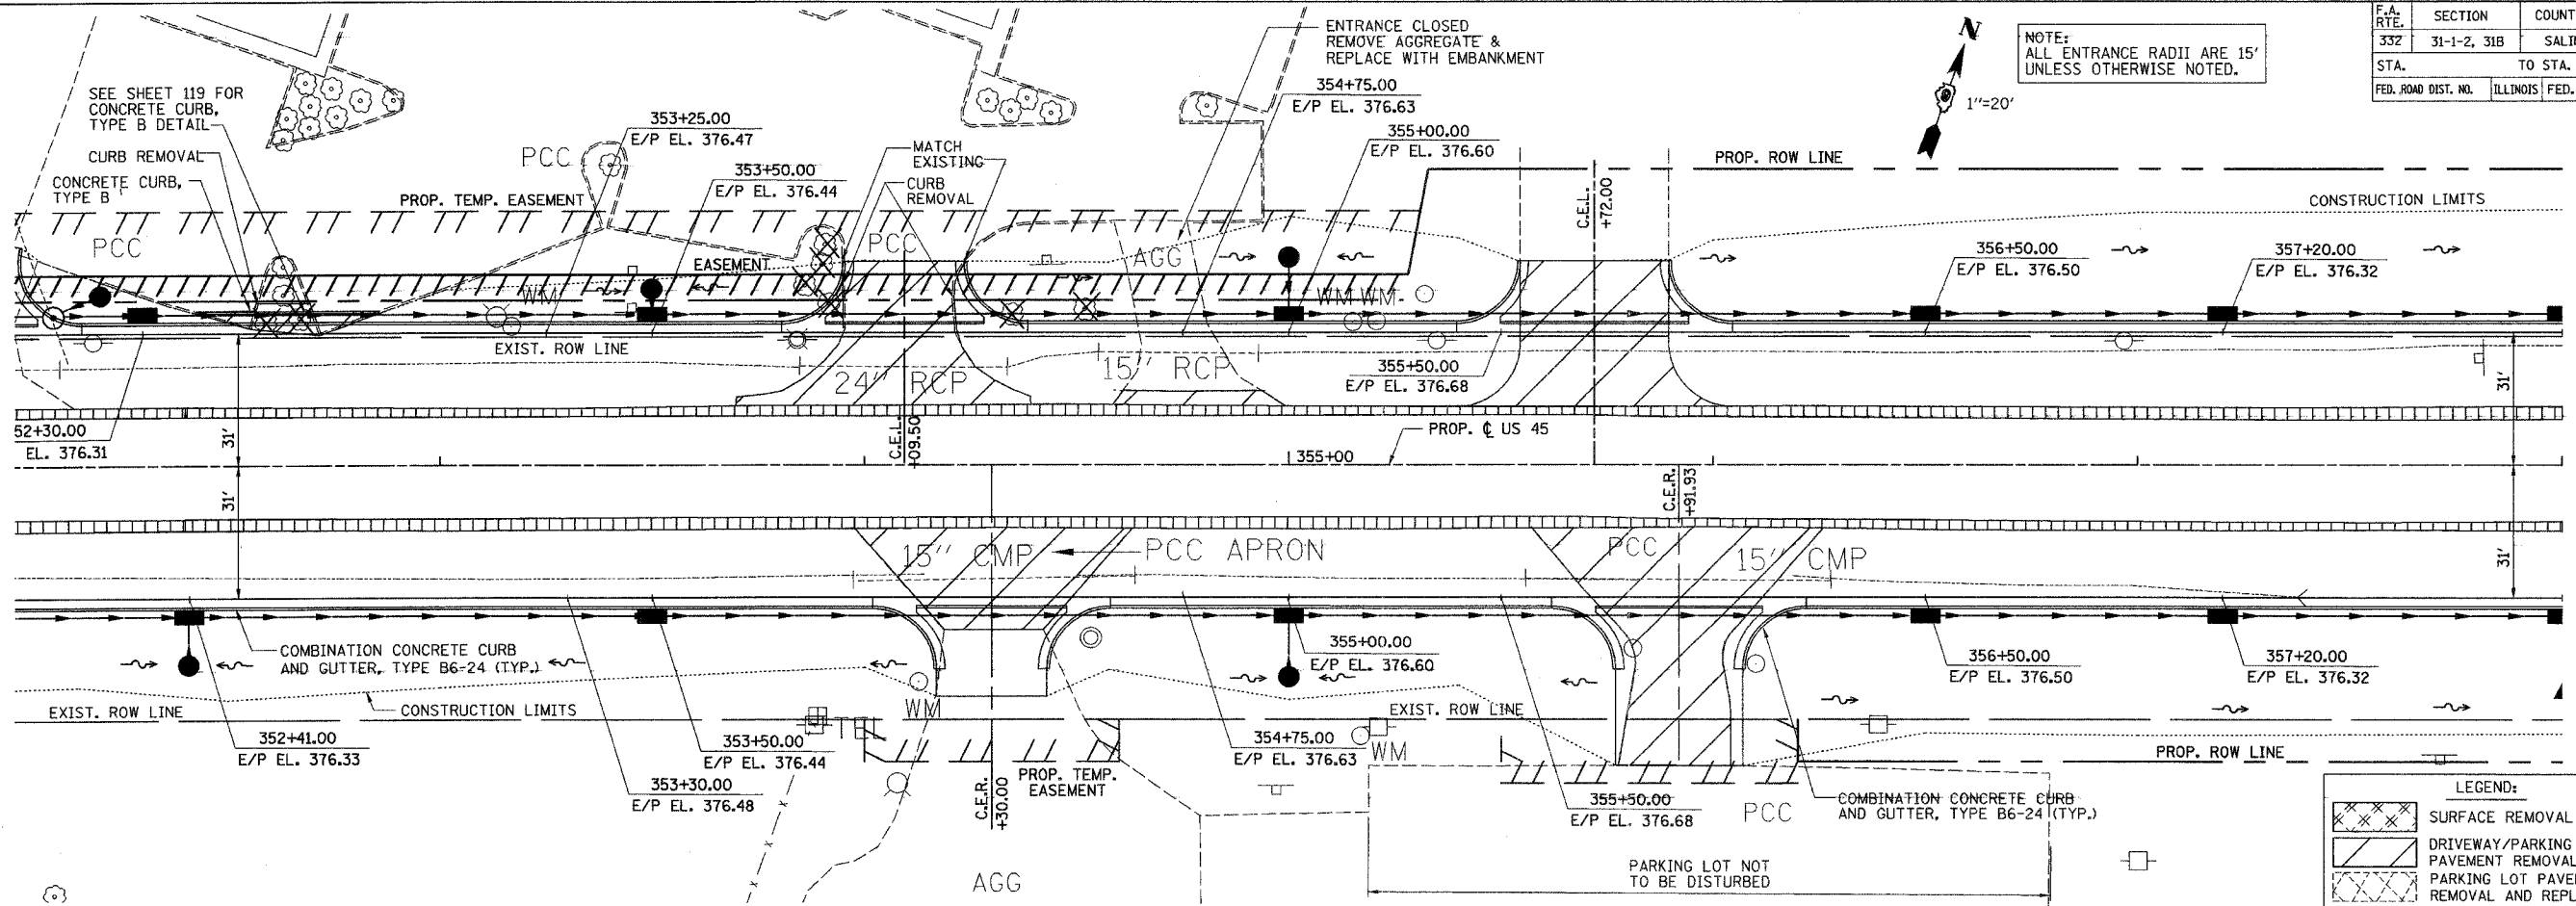 F.A. RTE.
SECTION
COUNT
332
31-1-2, 31B
SALI
STA.
TO STA.
FED. ROAD DIST. NO.
ILLINOIS
FED.
NOTE:
ALL ENTRANCE RADII ARE 15'
UNLESS OTHERWISE NOTED.
N
1"=20'
ENTRANCE CLOSED
REMOVE AGGREGATE &
REPLACE WITH EMBANKMENT
354+75.00
E/P EL. 376.63
355+00.00
E/P EL. 376.60
SEE SHEET 119 FOR
CONCRETE CURB,
TYPE B DETAIL
CURB REMOVAL
CONCRETE CURB,
TYPE B
353+25.00
E/P EL. 376.47
PCC
353+50.00
E/P EL. 376.44
MATCH
EXISTING
CURB
REMOVAL
PROP. TEMP. EASEMENT
PROP. ROW LINE
C.E.L.
+72.00
CONSTRUCTION LIMITS
PCC
PCC
AGG
EASEMENT
WM
WM
WM
356+50.00
E/P EL. 376.50
357+20.00
E/P EL. 376.32
EXIST. ROW LINE
24" RCP
15" RCP
355+50.00
E/P EL. 376.68
31'
31'
52+30.00
EL. 376.31
C.E.L.
+09.50
PROP. ℄ US 45
355+00
31'
31'
C.E.R.
+91.93
15" CMP
PCC APRON
PCC
15" CMP
COMBINATION CONCRETE CURB
AND GUTTER, TYPE B6-24 (TYP.)
355+00.00
E/P EL. 376.60
356+50.00
E/P EL. 376.50
357+20.00
E/P EL. 376.32
EXIST. ROW LINE
CONSTRUCTION LIMITS
WM
TEL
EXIST. ROW LINE
352+41.00
E/P EL. 376.33
353+50.00
E/P EL. 376.44
353+30.00
E/P EL. 376.48
354+75.00
E/P EL. 376.63
WM
PROP. ROW LINE
C.E.R.
+30.00
PROP. TEMP.
EASEMENT
355+50.00
E/P EL. 376.68
PCC
COMBINATION CONCRETE CURB
AND GUTTER, TYPE B6-24 (TYP.)
AGG
PARKING LOT NOT
TO BE DISTURBED
LEGEND:
SURFACE REMOVAL
DRIVEWAY/PARKING
PAVEMENT REMOVAL
PARKING LOT PAVE
REMOVAL AND REPL